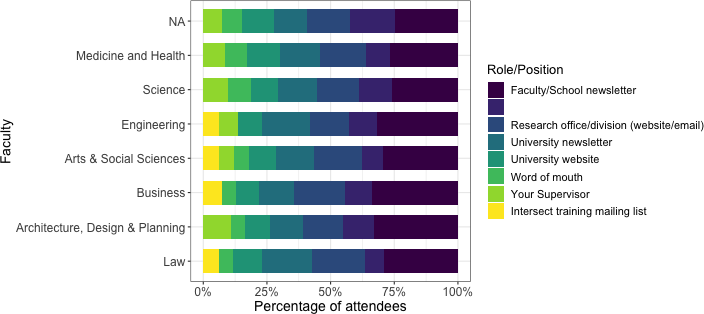 NA
Medicine and Health
Science
Engineering
Arts & Social Sciences
Business
Architecture, Design & Planning
Law
Faculty
0%
25%
50%
75%
100%
Percentage of attendees
Role/Position
Faculty/School newsletter
Research office/division (website/email)
University newsletter
University website
Word of mouth
Your Supervisor
Intersect training mailing list